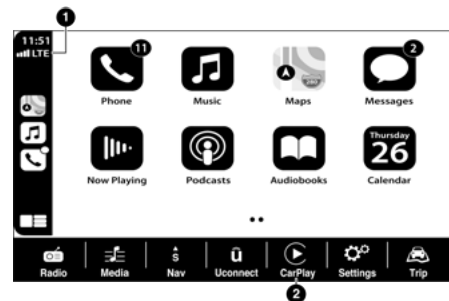 1
11:51
LTE
11
2
Phone
Music
Maps
280
Messages
Thursday
26
Now Playing
Podcasts
Audiobooks
Calendar
Radio
Media
S
Nav
û
Uconnect
CarPlay
Settings
Trip
2